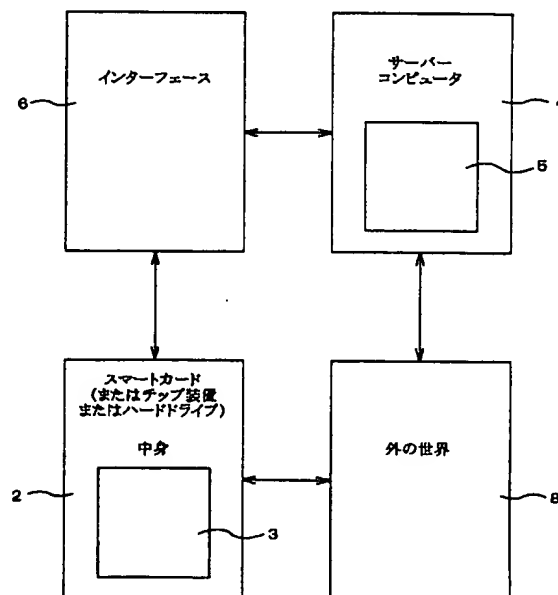 インターフェース
6
サーバー
コンピュータ
5
スマートカード
(またはチップ装置
またはハードドライブ)
中身
2
3
外の世界
8